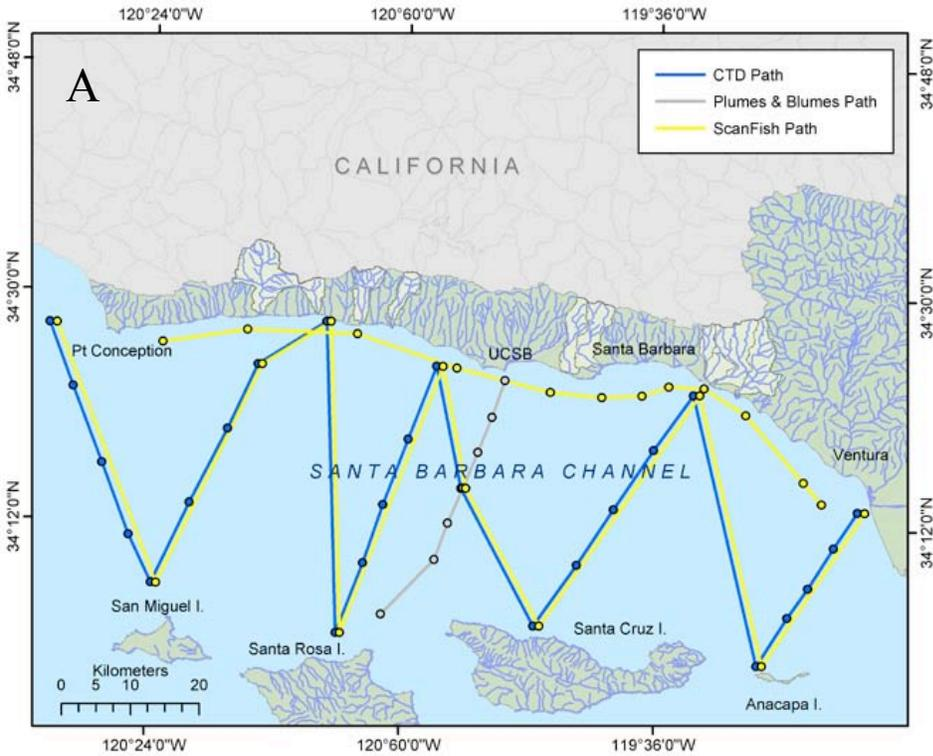 120°24'0"W 120°60'0"W 119°36'0"W
34°48'0"N
34°48'0"N
A
CTD Path
Plumes & Blumes Path
ScanFish Path
CALIFORNIA
34°30'0"N
34°30'0"N
Pt Conception
UCSB
Santa Barbara
SANTA BARBARA CHANNEL
Ventura
34°12'0"N
34°12'0"N
San Miguel I.
Santa Rosa I.
Santa Cruz I.
Anacapa I.
Kilometers
0 5 10 20
120°24'0"W 120°60'0"W 119°36'0"W